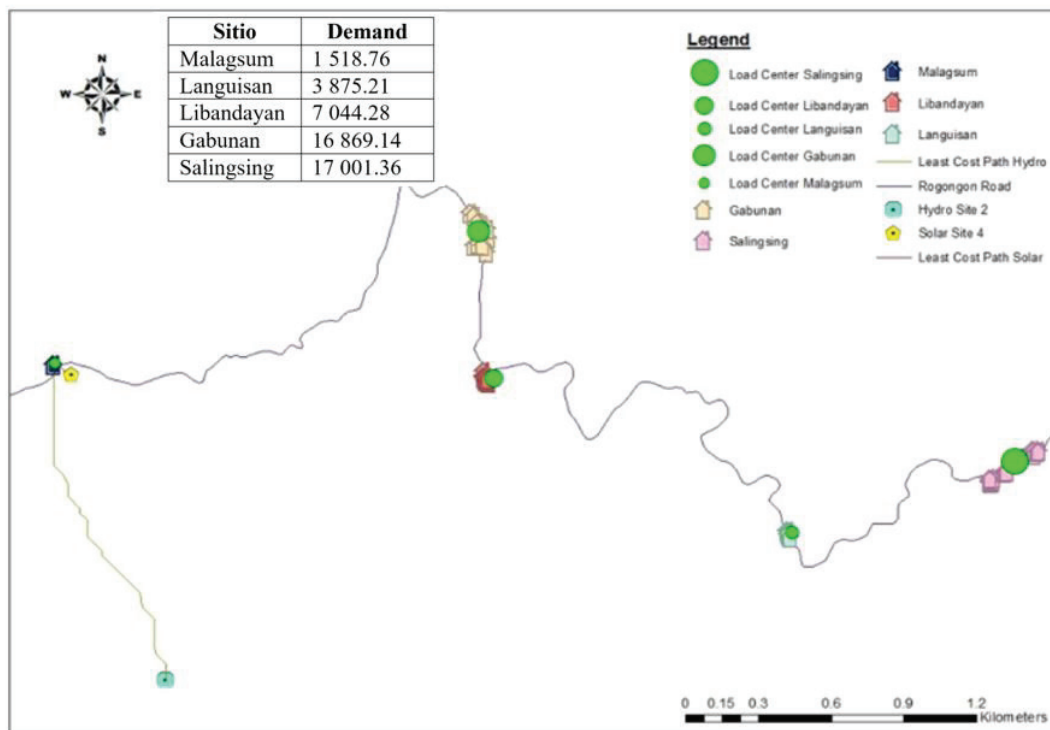 Sitio Demand
Malagsum 1 518.76
Languisan 3 875.21
Libandayan 7 044.28
Gabunan 16 869.14
Salingsing 17 001.36
N
W E
S
Legend
Load Center Salingsing
Load Center Libandayan
Load Center Languisan
Load Center Gabunan
Load Center Malagsum
Gabunan
Salingsing
Malagsum
Libandayan
Languisan
Least Cost Path Hydro
Rogongon Road
Hydro Site 2
Solar Site 4
Least Cost Path Solar
0 0.15 0.3 0.6 0.9 1.2
Kilometers